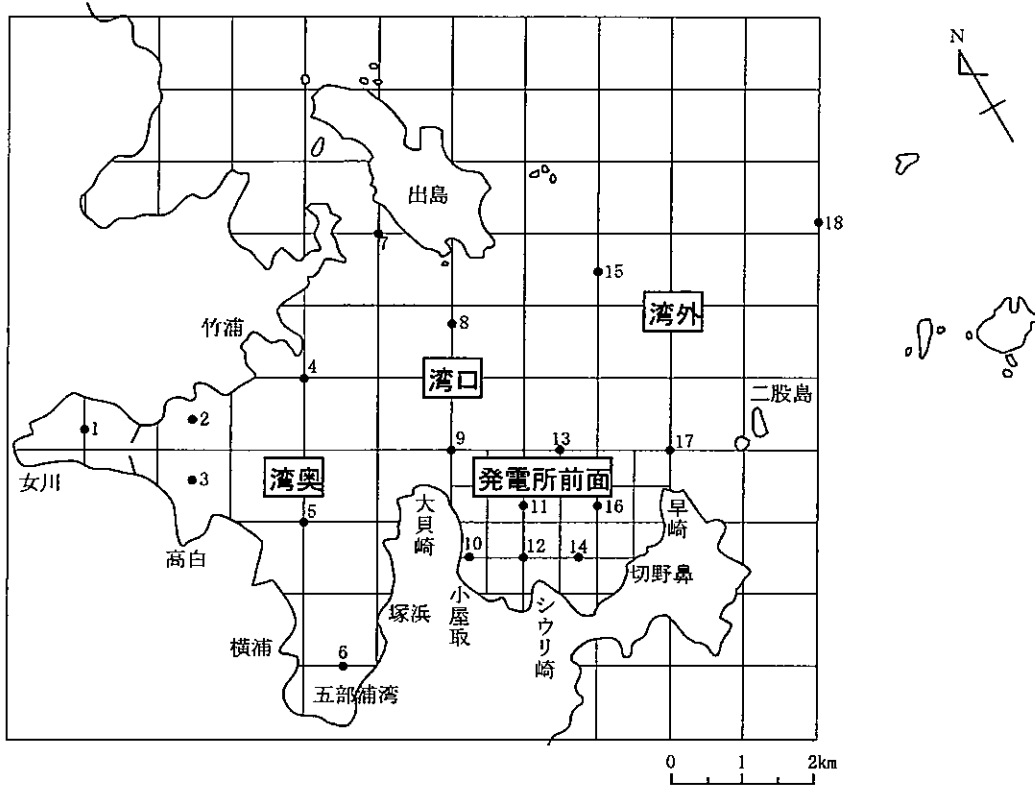 N
出島
18
7
15
湾外
8
竹浦
湾口
4
二股島
2
1
9
13
17
女川
3
湾奥
発電所前面
大貝崎
11
16
早崎
5
高白
10
12
14
切野鼻
塚浜
小屋取
シウリ崎
横浦
6
五部浦湾
0 1 2km